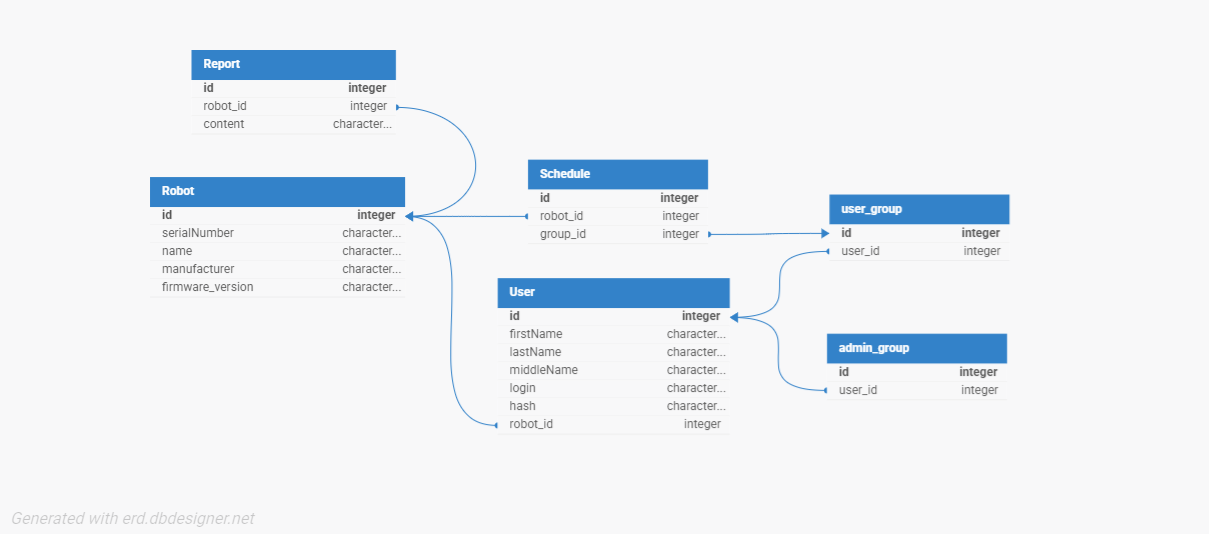 Report
id integer
robot_id integer
content character...
Robot
id integer
serialNumber character...
name character...
manufacturer character...
firmware_version character...
Schedule
id integer
robot_id integer
group_id integer
user_group
id integer
user_id integer
User
id integer
firstName character...
lastName character...
middleName character...
login character...
hash character...
robot_id integer
admin_group
id integer
user_id integer
Generated with erd.dbdesigner.net